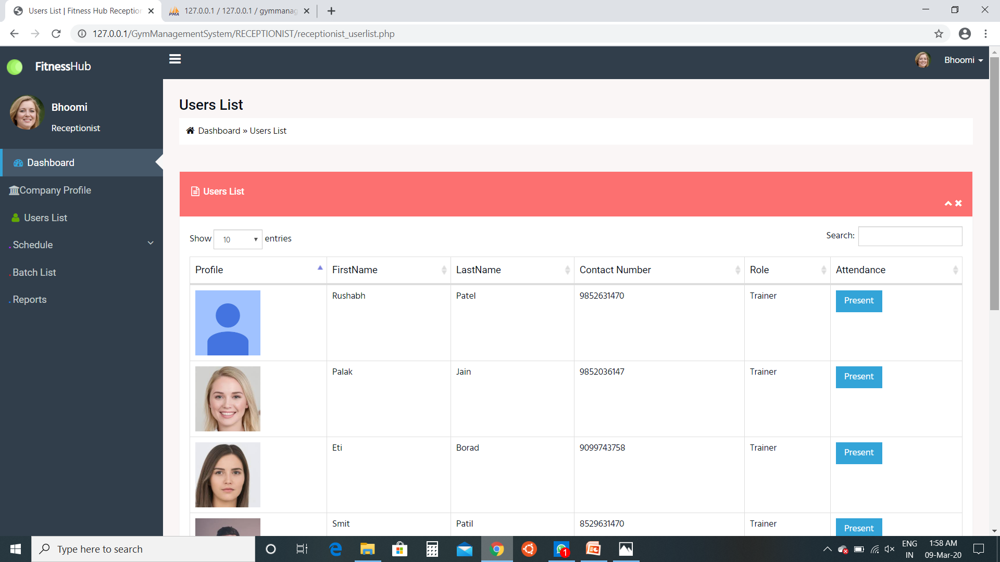 Users List | Fitness Hub Receptio
127.0.0.1 / 127.0.0.1 / gymmanag
127.0.0.1/GymManagementSystem/RECEPTIONIST/receptionist_userlist.php
FitnessHub
Bhoomi
Bhoomi
Receptionist
Dashboard
Company Profile
Users List
Schedule
Batch List
Reports
Users List
Dashboard » Users List
Users List
Show 10 entries
Search:
Profile FirstName LastName Contact Number Role Attendance
Rushabh Patel 9852631470 Trainer Present
Palak Jain 9852036147 Trainer Present
Eti Borad 9099743758 Trainer Present
Smit Patil 8529631470 Trainer Present
Type here to search
1
ENG
IN
1:58 AM
09-Mar-20